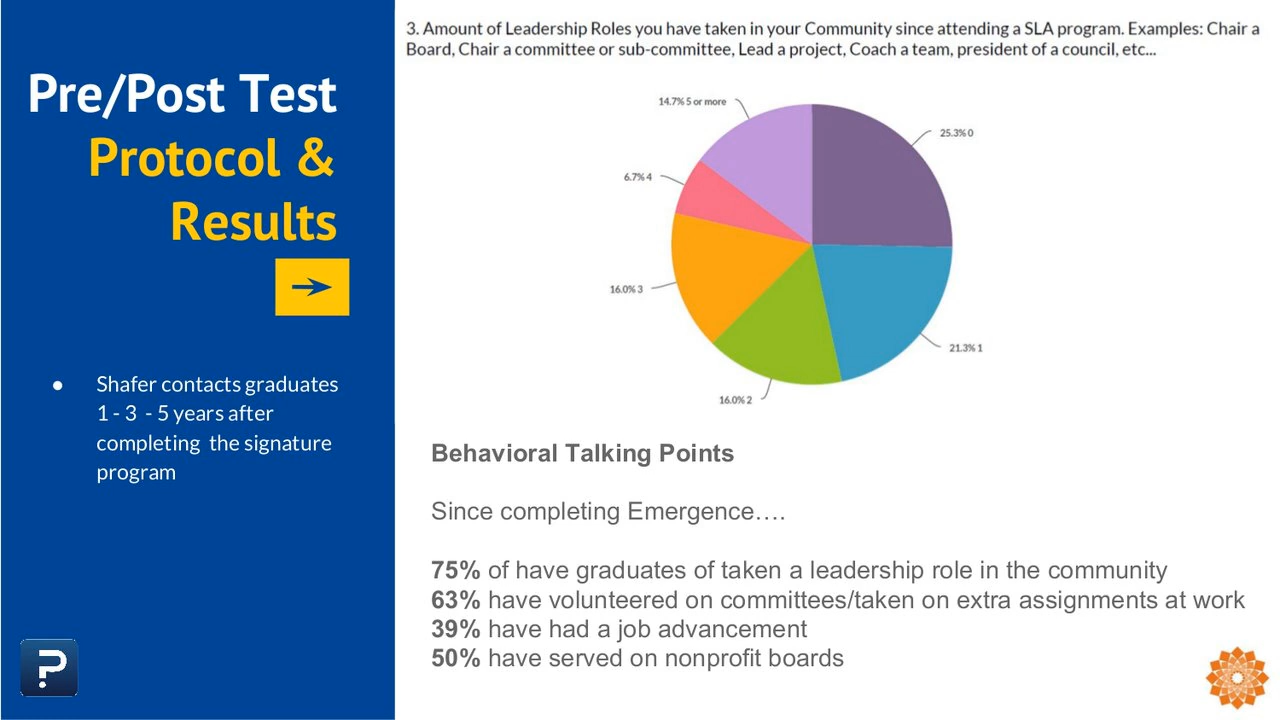 Pre/Post Test
Protocol &
Results
● Shafer contacts graduates
1 - 3 - 5 years after
completing the signature
program
3. Amount of Leadership Roles you have taken in your Community since attending a SLA program. Examples: Chair a
Board, Chair a committee or sub-committee, Lead a project, Coach a team, president of a council, etc...
14.7% 5 or more
25.3% 0
6.7% 4
16.0% 3
21.3% 1
16.0% 2
Behavioral Talking Points
Since completing Emergence….
75% of have graduates of taken a leadership role in the community
63% have volunteered on committees/taken on extra assignments at work
39% have had a job advancement
50% have served on nonprofit boards